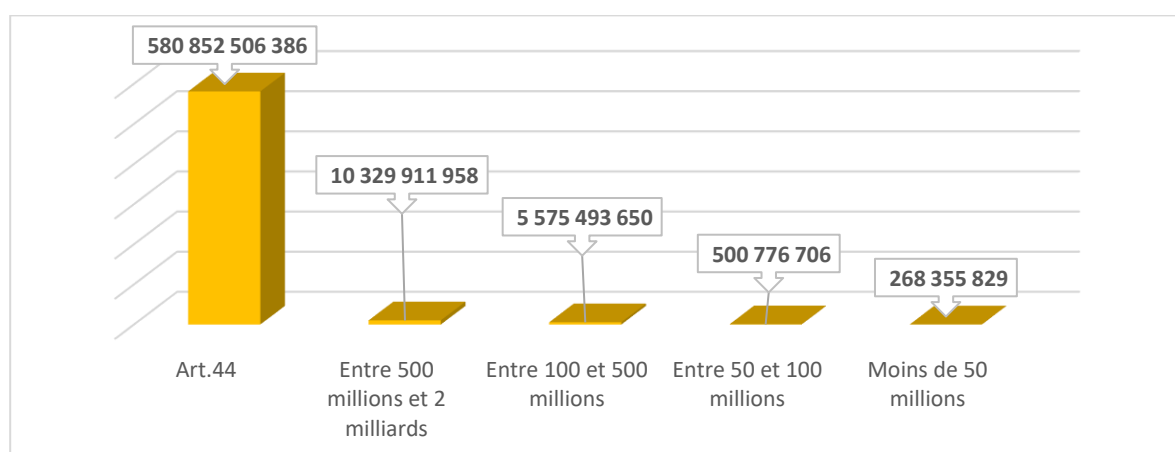 580 852 506 386
10 329 911 958
5 575 493 650
500 776 706
268 355 829
Art.44
Entre 500
millions et 2
milliards
Entre 100 et 500
millions
Entre 50 et 100
millions
Moins de 50
millions